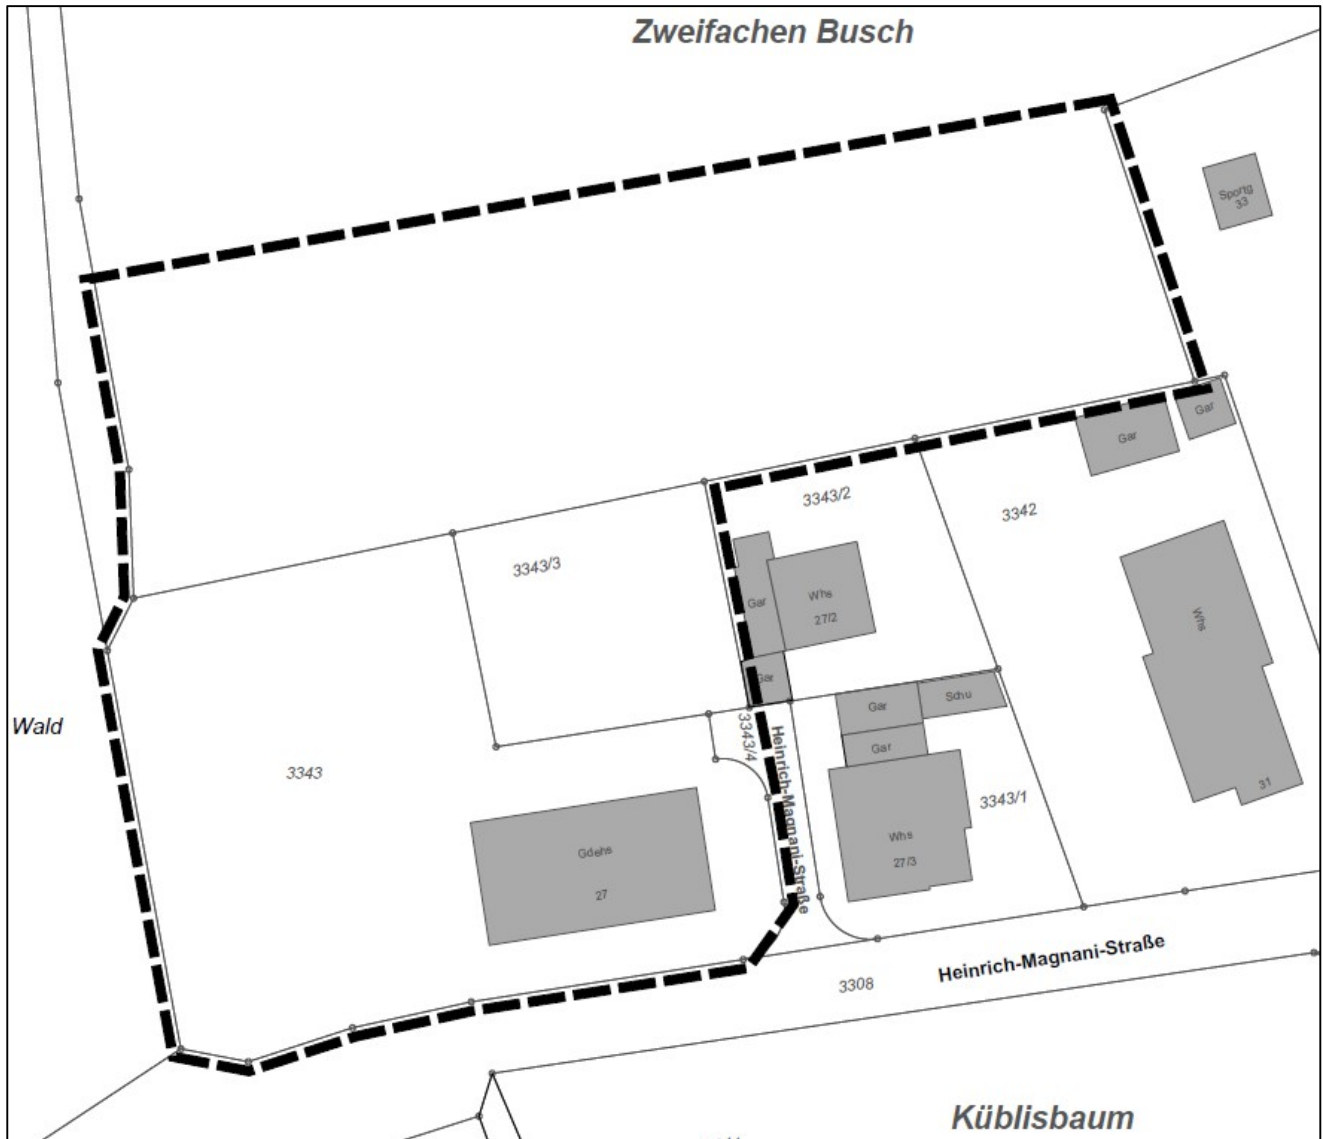 Zweifachen Busch
Sportg
33
Gar
Gar
3343/2
3342
3343/3
Gar
Whs
27/2
Whs
Gar
Schu
Gar
Gar
Wald
3343/4
Heinrich-Magnani-Straße
3343
3343/1
31
Gdehs
27
Whs
27/3
Heinrich-Magnani-Straße
3308
Küblisbaum